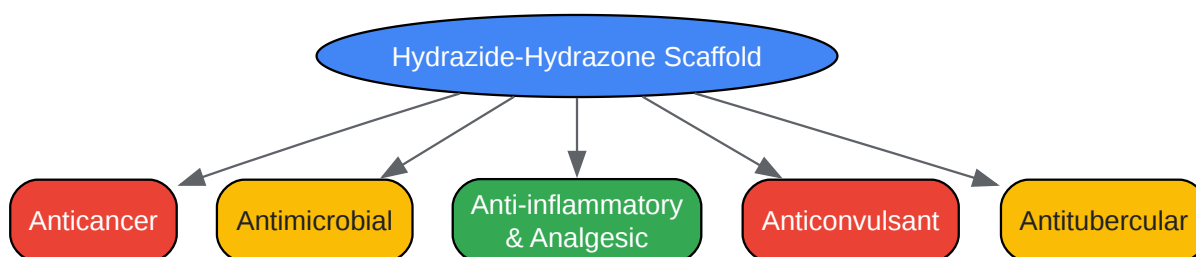 Hydrazide-Hydrazone Scaffold
Anticancer
Antimicrobial
Anti-inflammatory
& Analgesic
Anticonvulsant
Antitubercular